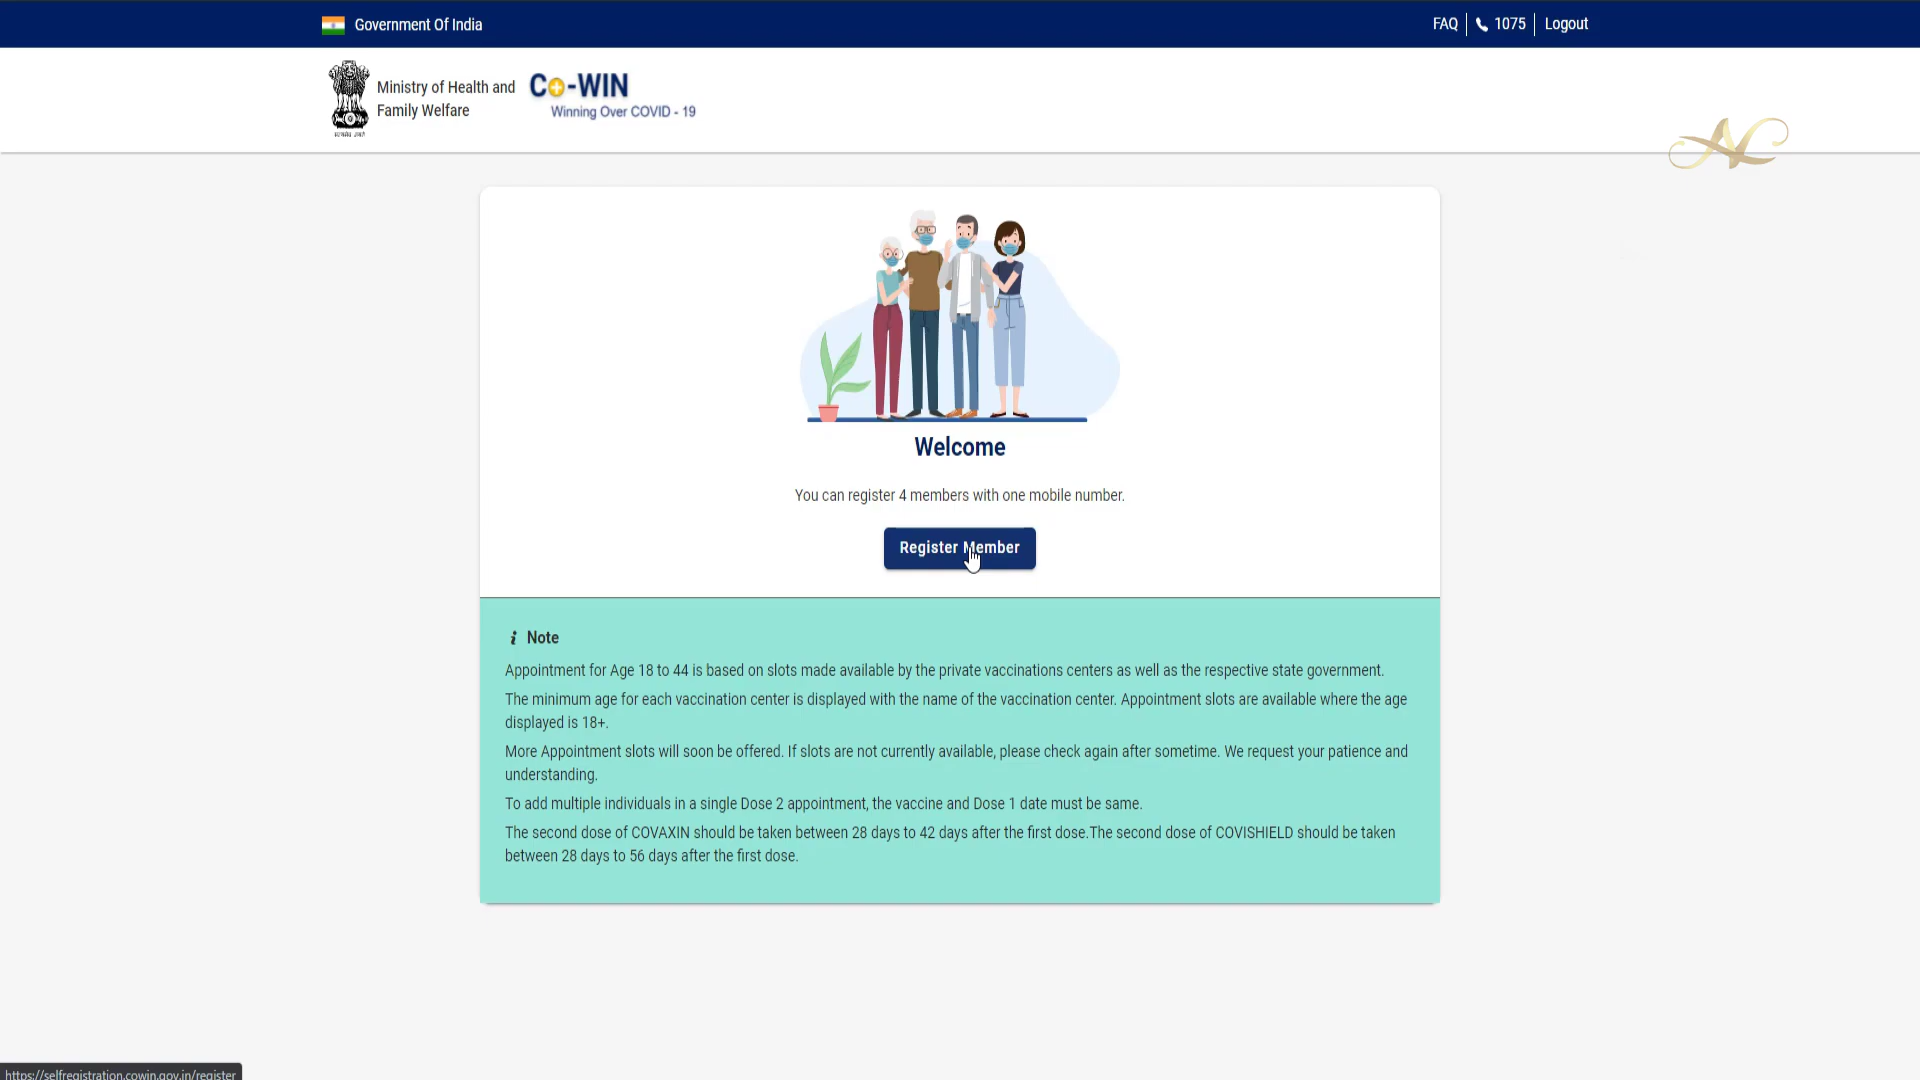 Government Of India
FAQ
1075
Logout
Ministry of Health and
Family Welfare
Co-WIN
Winning Over COVID - 19
Welcome
You can register 4 members with one mobile number.
Register Member
Note
Appointment for Age 18 to 44 is based on slots made available by the private vaccinations centers as well as the respective state government.
The minimum age for each vaccination center is displayed with the name of the vaccination center. Appointment slots are available where the age
displayed is 18+.
More Appointment slots will soon be offered. If slots are not currently available, please check again after sometime. We request your patience and
understanding.
To add multiple individuals in a single Dose 2 appointment, the vaccine and Dose 1 date must be same.
The second dose of COVAXIN should be taken between 28 days to 42 days after the first dose.The second dose of COVISHIELD should be taken
between 28 days to 56 days after the first dose.
https://selfregistration.cowin.gov.in/register